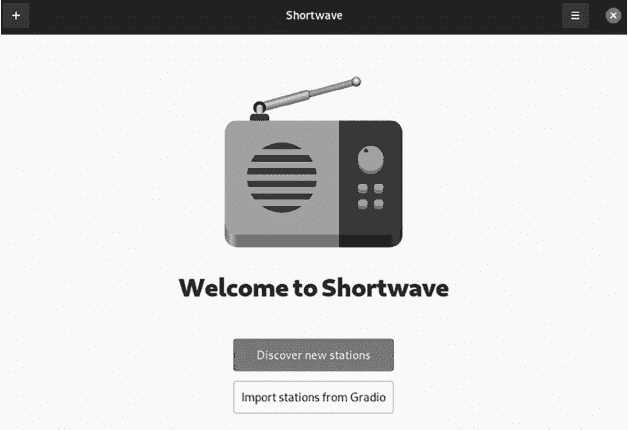 Shortwave
Welcome to Shortwave
Discover new stations
Import stations from Gradio